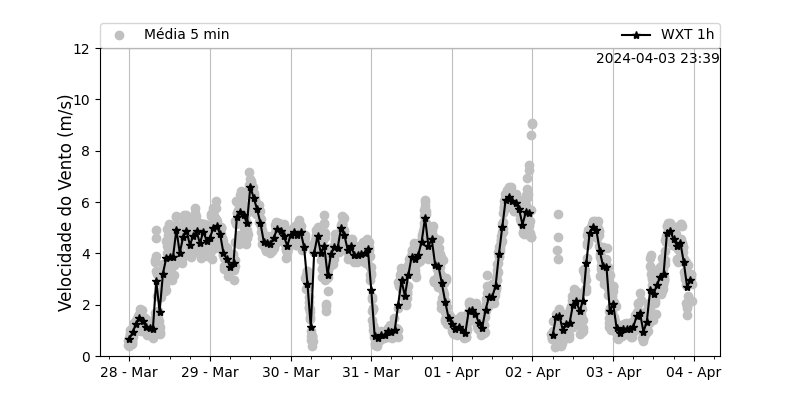 Média 5 min
WXT 1h
2024-04-03 23:39
Velocidade do Vento (m/s)
12
10
8
6
4
2
0
28 - Mar
29 - Mar
30 - Mar
31 - Mar
01 - Apr
02 - Apr
03 - Apr
04 - Apr